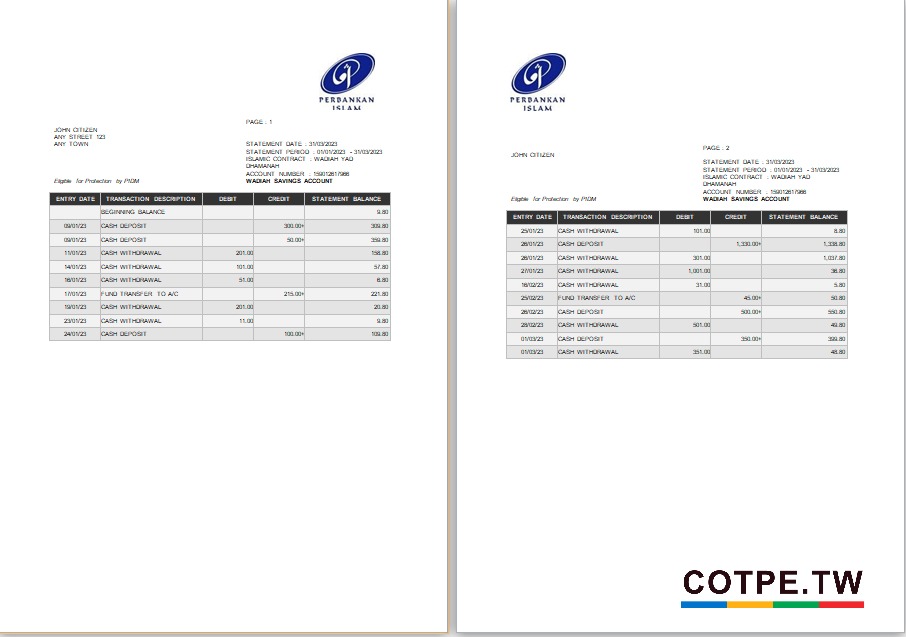 PERBANKAN
ISLAM
PAGE : 1
JOHN CITIZEN
ANY STREET 123
ANY TOWN
STATEMENT DATE : 31/03/2023
STATEMENT PERIOD : 01/01/2023 - 31/03/2023
ISLAMIC CONTRACT : WADIAH YAD
DHAMANAH
ACCOUNT NUMBER : 159012617966
Eligible for Protection by PIDM
WADIAH SAVINGS ACCOUNT
ENTRY DATE TRANSACTION DESCRIPTION DEBIT CREDIT STATEMENT BALANCE
BEGINNING BALANCE 9.80
09/01/23 CASH DEPOSIT 300.00+ 309.80
09/01/23 CASH DEPOSIT 50.00+ 359.80
11/01/23 CASH WITHDRAWAL 201.00 158.80
14/01/23 CASH WITHDRAWAL 101.00 57.80
16/01/23 CASH WITHDRAWAL 51.00 6.80
17/01/23 FUND TRANSFER TO A/C 215.00+ 221.80
19/01/23 CASH WITHDRAWAL 201.00 20.80
23/01/23 CASH WITHDRAWAL 11.00 9.80
24/01/23 CASH DEPOSIT 100.00+ 109.80
PERBANKAN
ISLAM
PAGE : 2
JOHN CITIZEN
STATEMENT DATE : 31/03/2023
STATEMENT PERIOD : 01/01/2023 - 31/03/2023
ISLAMIC CONTRACT : WADIAH YAD
DHAMANAH
ACCOUNT NUMBER : 159012617966
Eligible for Protection by PIDM
WADIAH SAVINGS ACCOUNT
ENTRY DATE TRANSACTION DESCRIPTION DEBIT CREDIT STATEMENT BALANCE
25/01/23 CASH WITHDRAWAL 101.00 8.80
26/01/23 CASH DEPOSIT 1,330.00+ 1,338.80
26/01/23 CASH WITHDRAWAL 301.00 1,037.80
27/01/23 CASH WITHDRAWAL 1,001.00 36.80
16/02/23 CASH WITHDRAWAL 31.00 5.80
25/02/23 FUND TRANSFER TO A/C 45.00+ 50.80
26/02/23 CASH DEPOSIT 500.00+ 550.80
28/02/23 CASH WITHDRAWAL 501.00 49.80
01/03/23 CASH DEPOSIT 350.00+ 399.80
01/03/23 CASH WITHDRAWAL 351.00 48.80
COTPE.TW